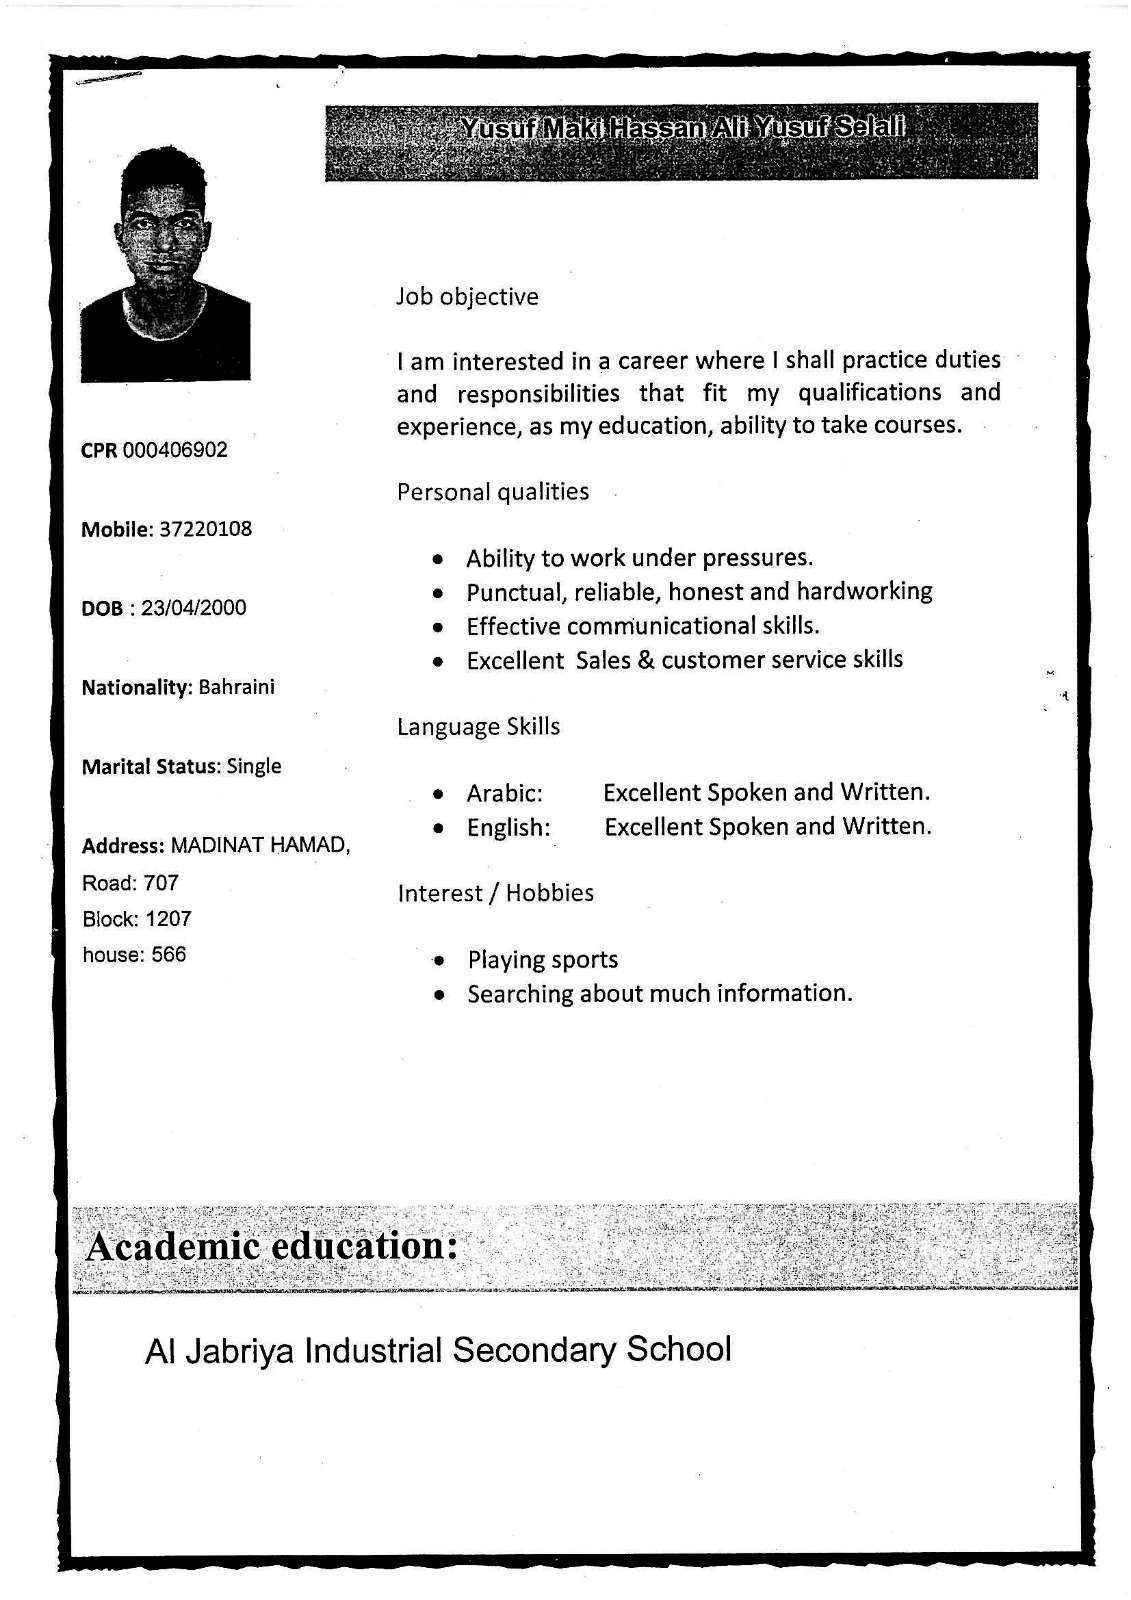 Yusuf Maki Hassan Ali Yusuf Selali
CPR 000406902
Mobile: 37220108
DOB : 23/04/2000
Nationality: Bahraini
Marital Status: Single
Address: MADINAT HAMAD,
Road: 707
Block: 1207
house: 566
Job objective
I am interested in a career where I shall practice duties
and responsibilities that fit my qualifications and
experience, as my education, ability to take courses.
Personal qualities
• Ability to work under pressures.
• Punctual, reliable, honest and hardworking
• Effective communicational skills.
• Excellent Sales & customer service skills
Language Skills
• Arabic: Excellent Spoken and Written.
• English: Excellent Spoken and Written.
Interest / Hobbies
• Playing sports
• Searching about much information.
Academic education:
Al Jabriya Industrial Secondary School